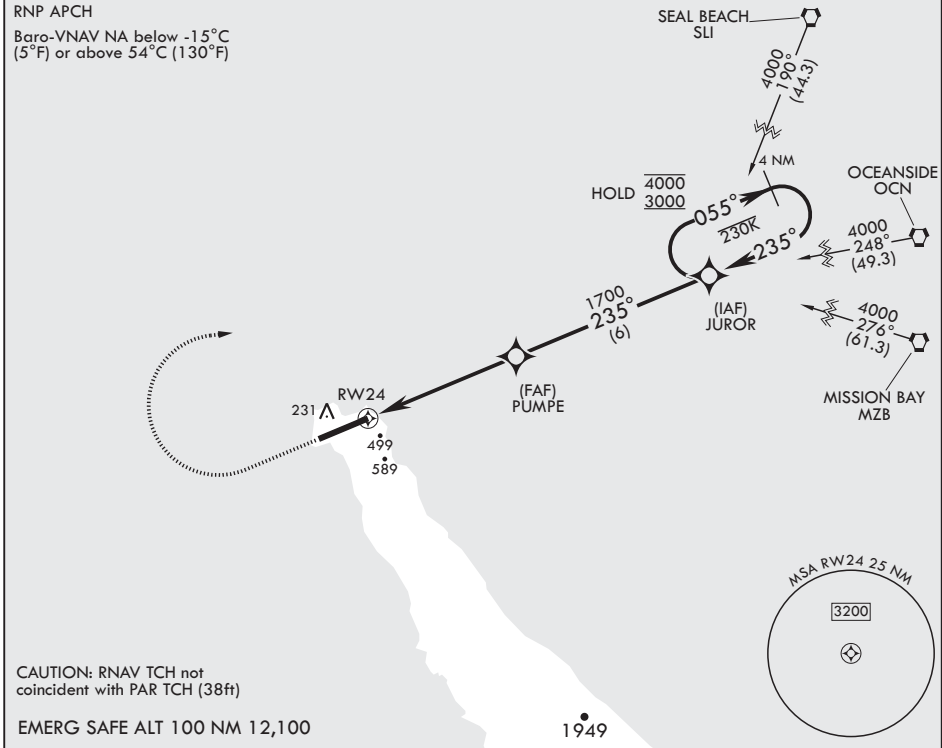 RNP APCH
Baro-VNAV NA below -15°C
(5°F) or above 54°C (130°F)
SEAL BEACH
SLI
4000
190°
(44.3)
4 NM
HOLD
4000
3000
055°
230K
235°
OCEANSIDE
OCN
4000
248°
(49.3)
(IAF)
JUROR
4000
276°
(61.3)
MISSION BAY
MZB
1700
235°
(6)
(FAF)
PUMPE
RW24
231
499
589
MSA RW24 25 NM
3200
CAUTION: RNAV TCH not
coincident with PAR TCH (38ft)
EMERG SAFE ALT 100 NM 12,100
1949